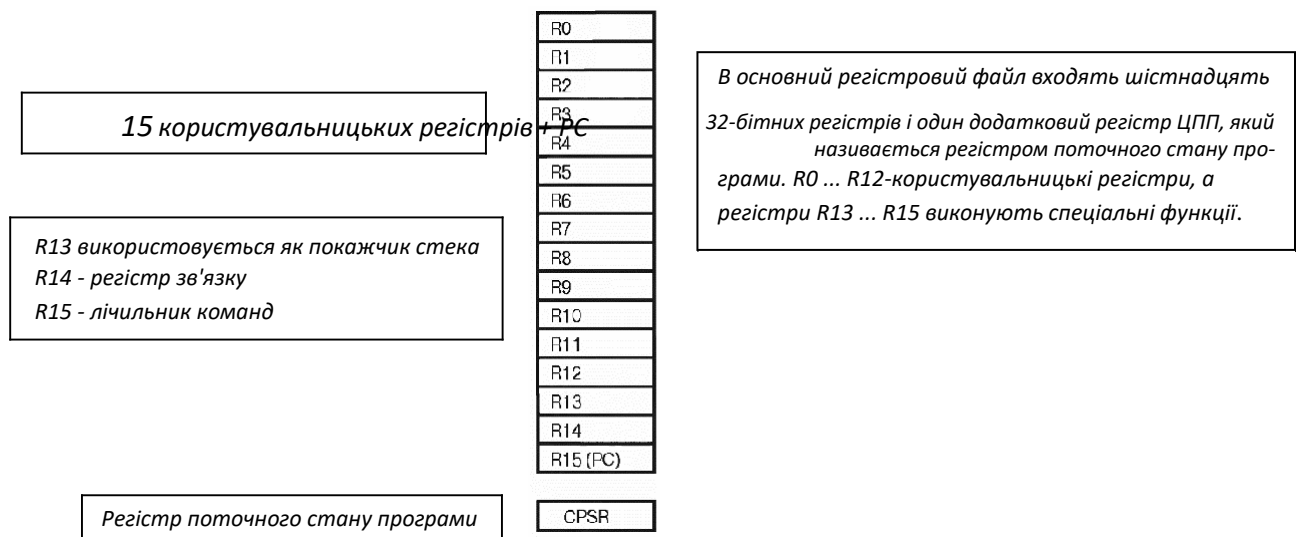 R0
R1
R2
R3
R4
R5
R6
R7
R8
R9
R10
R11
R12
R13
R14
R15 (PC)
CPSR
15 користувальницьких регістрів + PC
R13 використовується як покажчик стека
R14 - регістр зв'язку
R15 - лічильник команд
Регістр поточного стану програми
В основний регістровий файл входять шістнадцять
32-бітних регістрів і один додатковий регістр ЦПП, який
називається регістром поточного стану про-
грами. R0 ... R12-користувальницькі регістри, а
регістри R13 ... R15 виконують спеціальні функції.